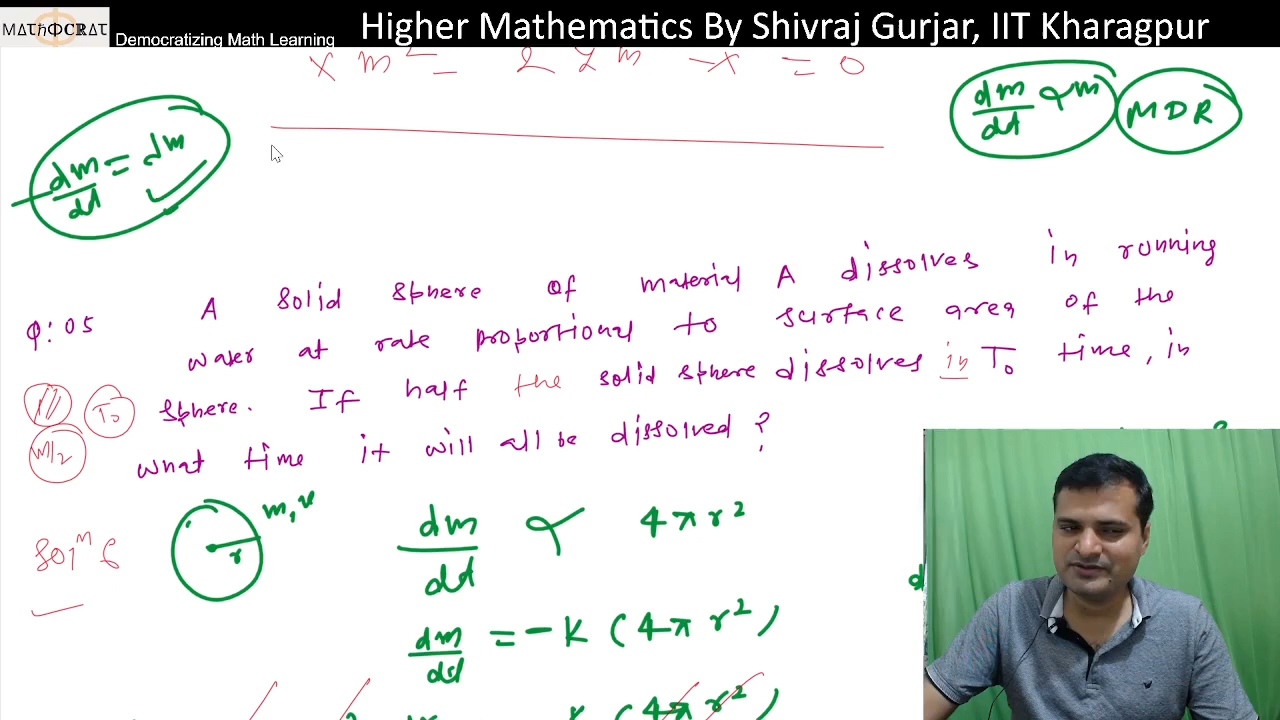 MATHOCRAT
Democratizing Math Learning
Higher Mathematics By Shivraj Gurjar, IIT Kharagpur
dm/dt ∝ m
MDR
dm/dt = dm
Q:05 A solid sphere of material A dissolves in running
water at rate proportional to surface area of the
sphere. If half the solid sphere dissolves in T₀ time, in
what time it will all be dissolved?
T₀
M/2
m, v
r
dm/dt ∝ 4πr²
dm/dt = -K (4πr²)
(4πr²)